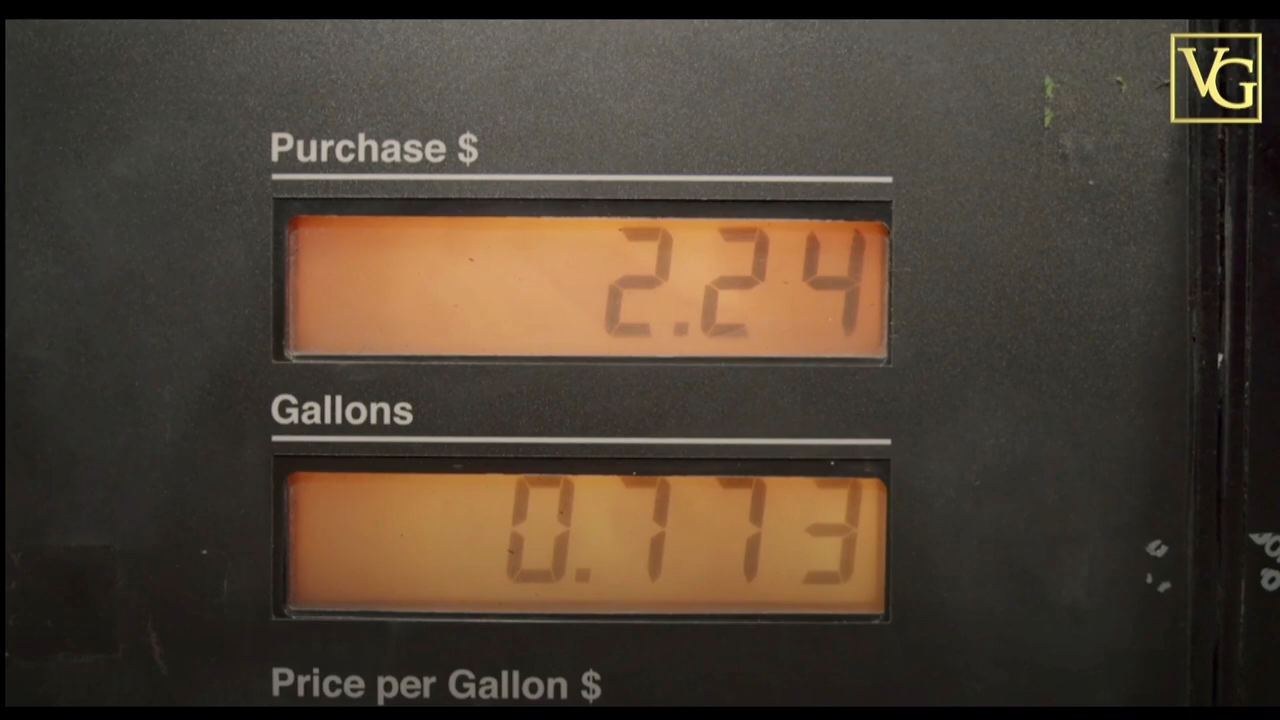 VG
Purchase $
2.24
Gallons
0.773
Price per Gallon $